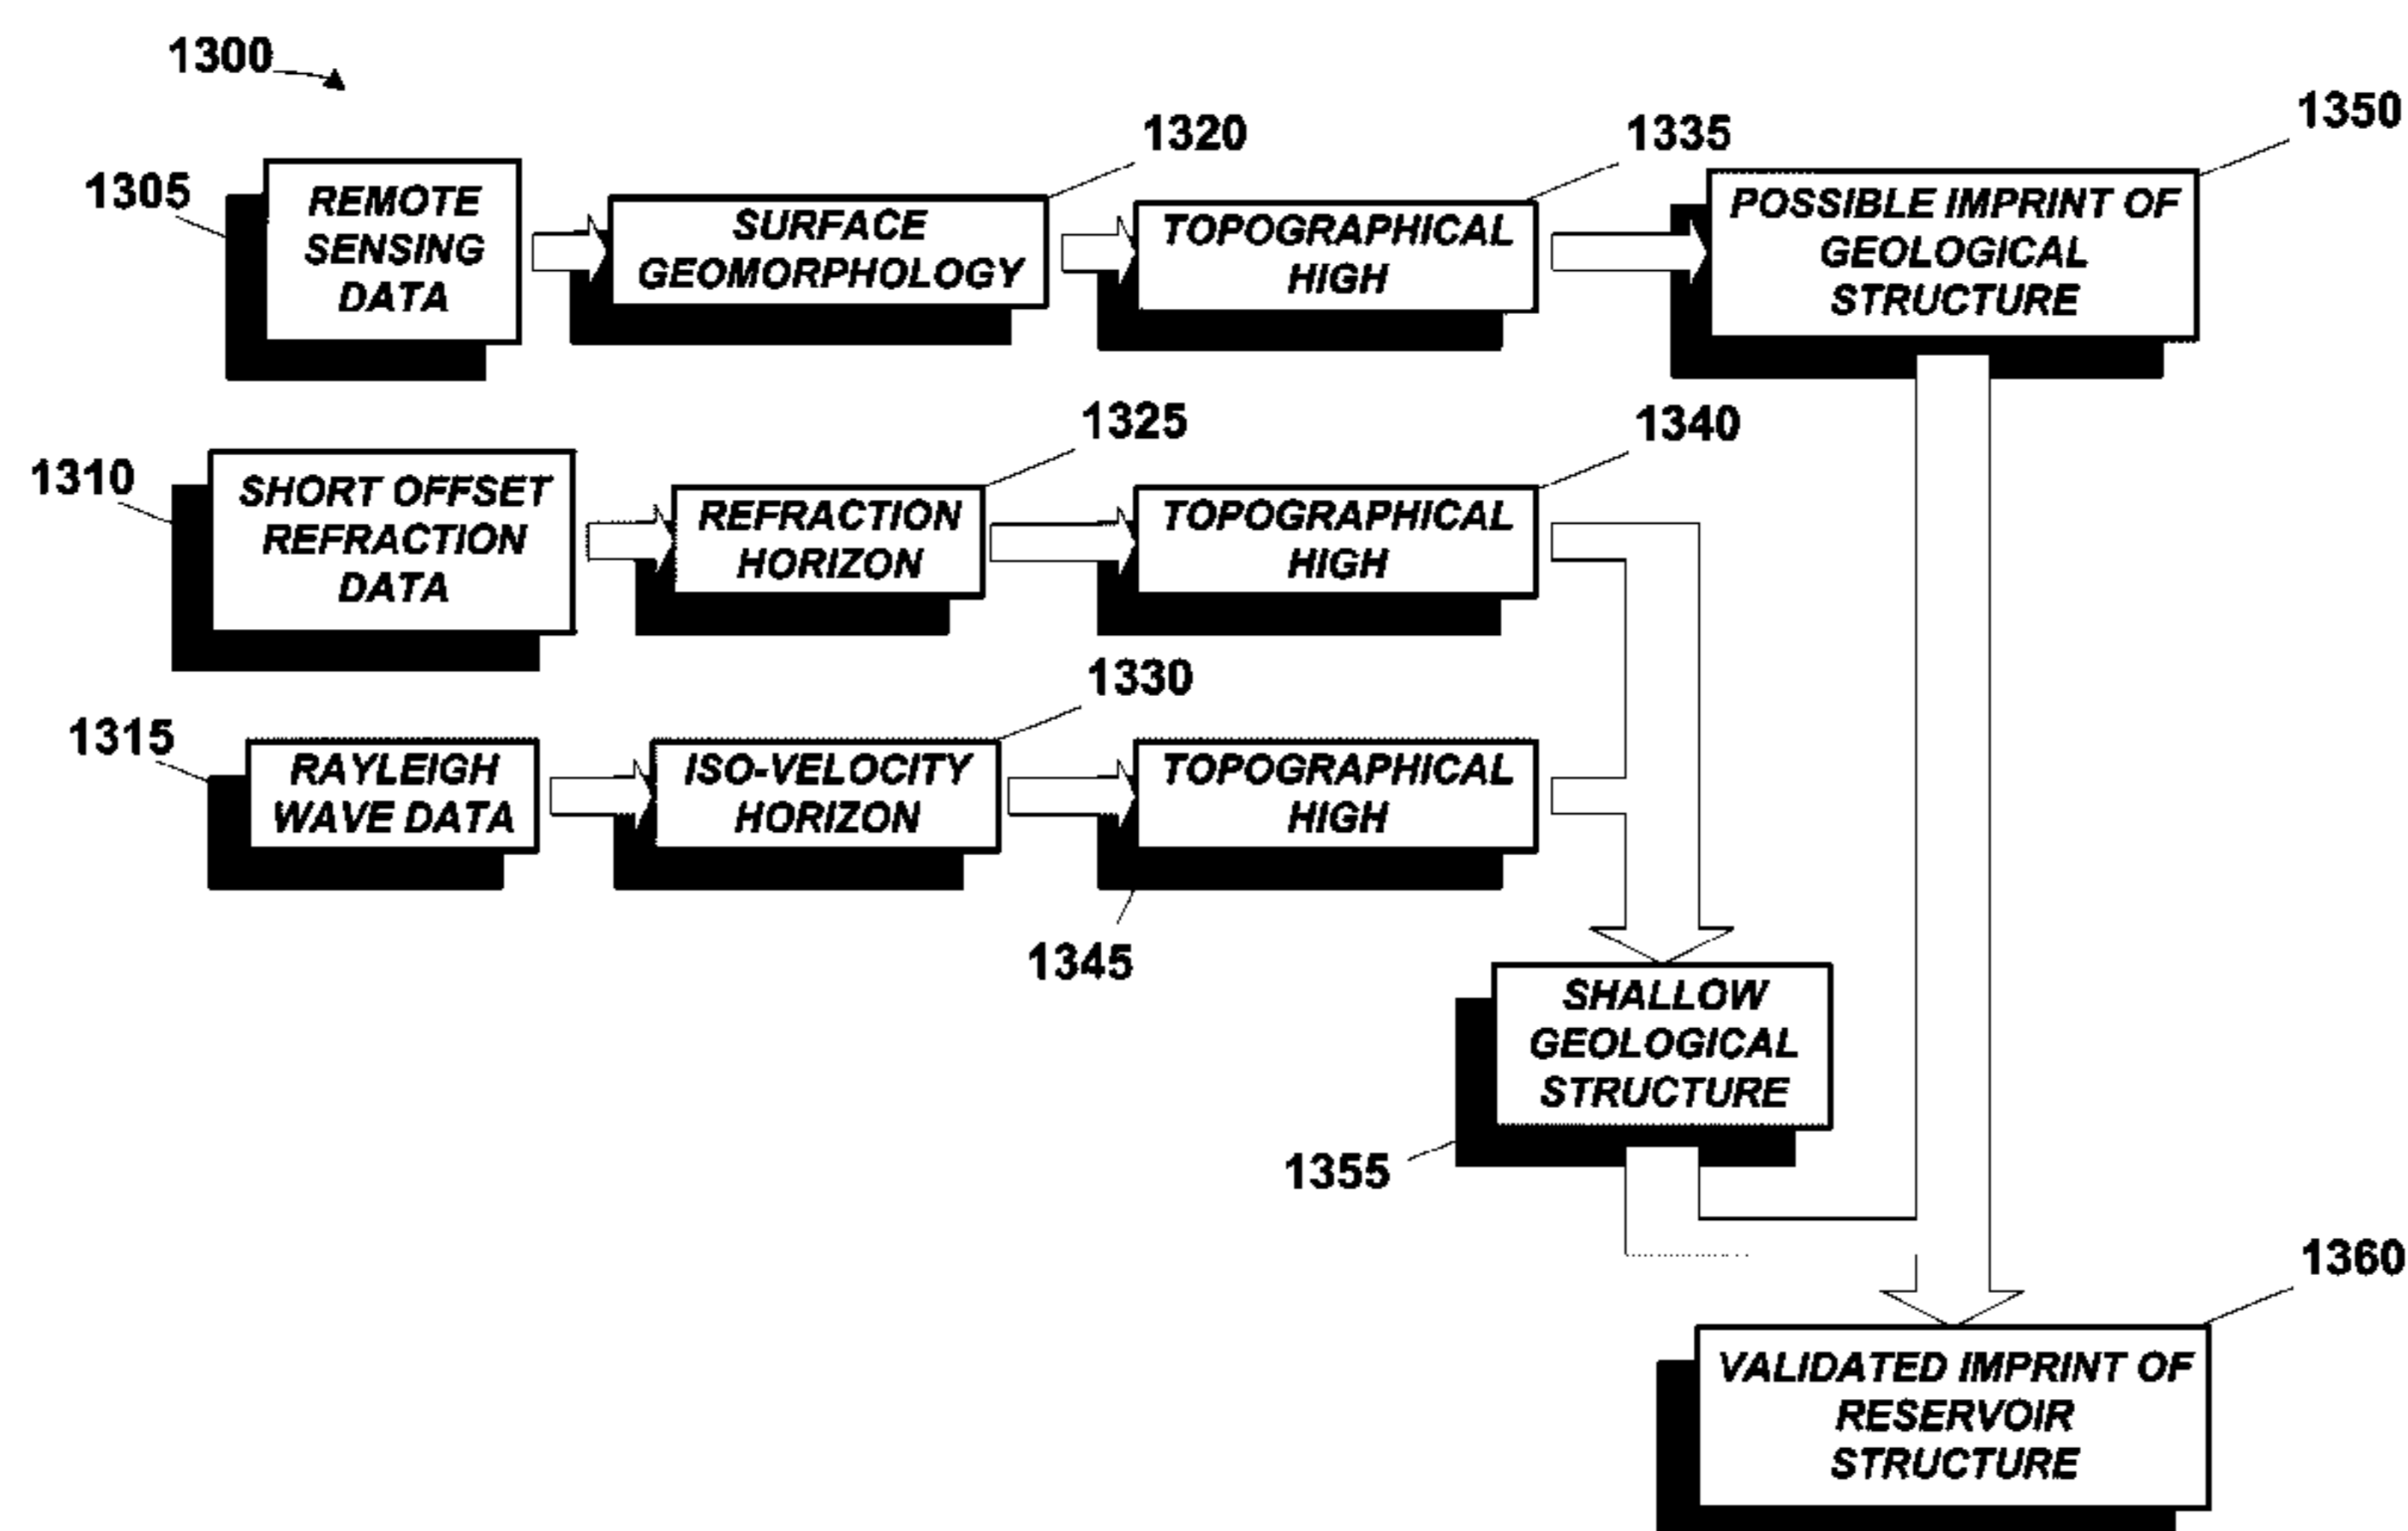 1300
1305
REMOTE
SENSING
DATA
1320
SURFACE
GEOMORPHOLOGY
1335
TOPOGRAPHICAL
HIGH
1350
POSSIBLE IMPRINT OF
GEOLOGICAL
STRUCTURE
1310
SHORT OFFSET
REFRACTION
DATA
1325
REFRACTION
HORIZON
1340
TOPOGRAPHICAL
HIGH
1315
RAYLEIGH
WAVE DATA
1330
ISO-VELOCITY
HORIZON
TOPOGRAPHICAL
HIGH
1345
SHALLOW
GEOLOGICAL
STRUCTURE
1355
1360
VALIDATED IMPRINT OF
RESERVOIR
STRUCTURE